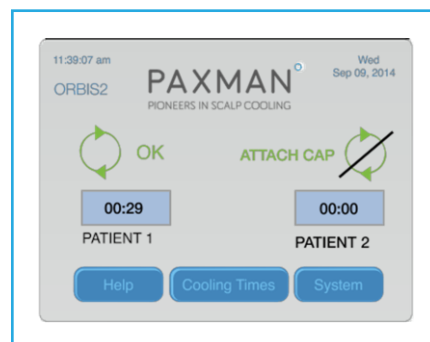 11:39:07 am
Wed
Sep 09, 2014
ORBIS2
PAXMAN
PIONEERS IN SCALP COOLING
OK
ATTACH CAP
00:29
00:00
PATIENT 1
PATIENT 2
Help
Cooling Times
System